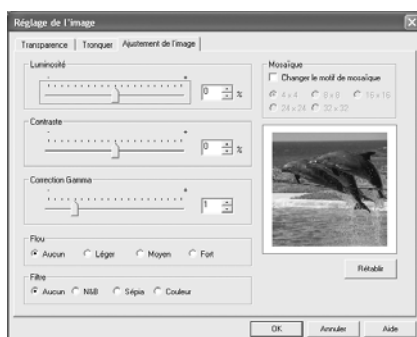 Réglage de l'image
Transparence Tronquer Ajustement de l'image
Luminosité
- +
0 %
Contraste
- +
0 %
Correction Gamma
- +
1
Flou
Aucun Léger Moyen Fort
Filtre
Aucun N&B Sépia Couleur
Mosaïque
Changer le motif de mosaïque
4 x 4 8 x 8 16 x 16
24 x 24 32 x 32
Rétablir
OK Annuler Aide